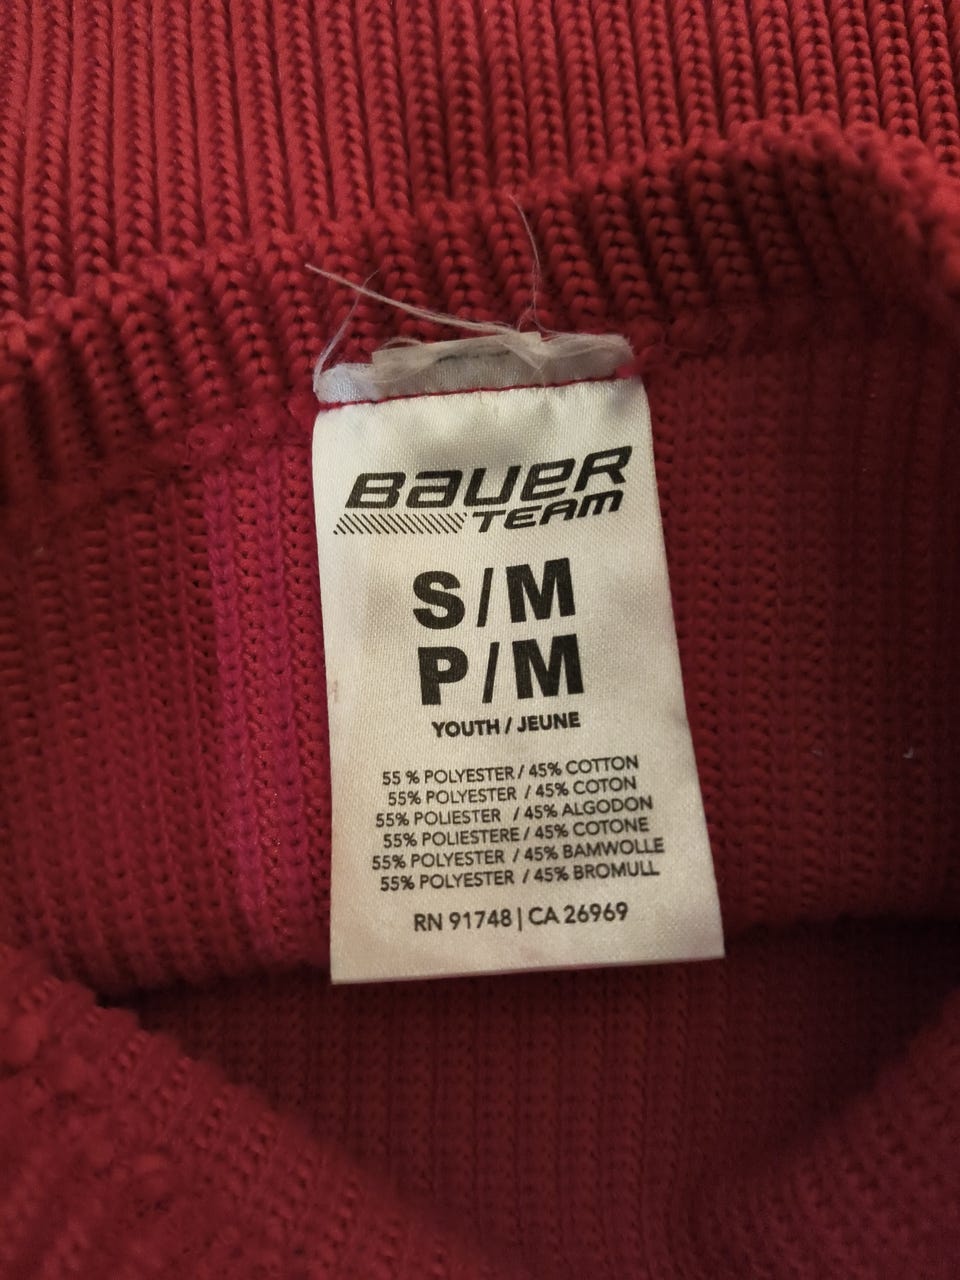 BAUER
TEAM
S/M
P/M
YOUTH / JEUNE
55 % POLYESTER / 45% COTTON
55% POLYESTER / 45% COTON
55% POLIESTER / 45% ALGODON
55% POLIESTERE / 45% COTONE
55% POLYESTER / 45% BAMWOLLE
55% POLYESTER / 45% BROMULL
RN 91748 | CA 26969